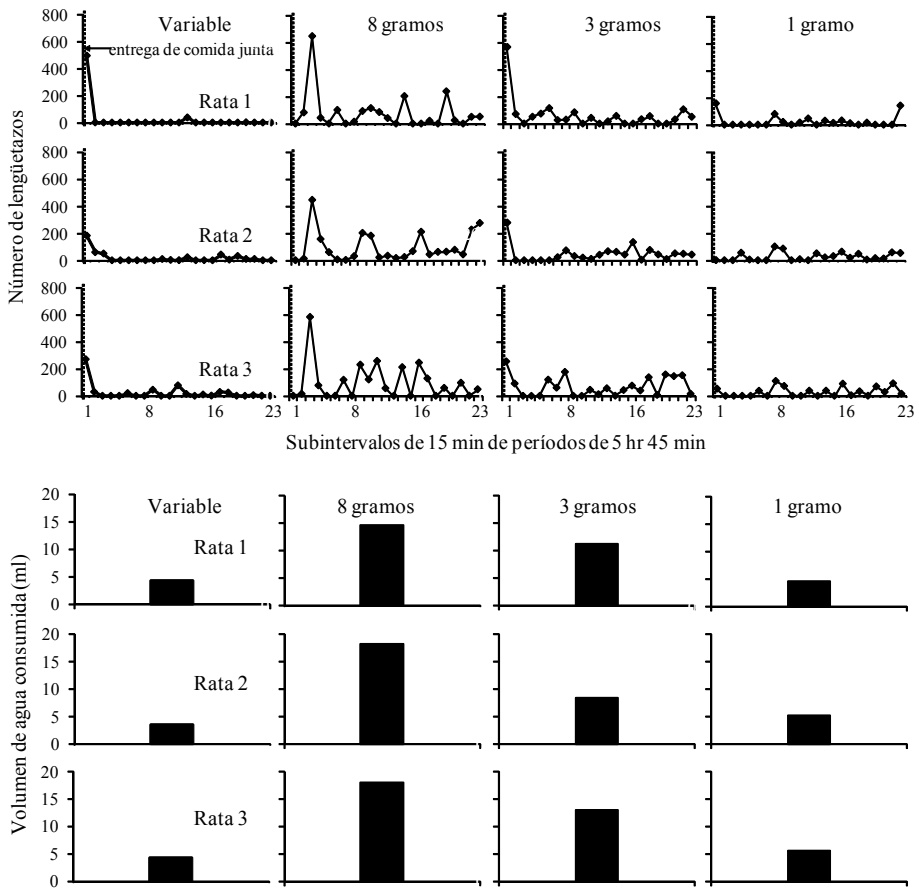 Variable 8 gramos 3 gramos 1 gramo
entrega de comida junta
Número de lengüetazos
800
600
400
200
0
Rata 1
800
600
400
200
0
Rata 2
800
600
400
200
0
Rata 3
1 8 16 23 1 8 16 23 1 8 16 23 1 8 16 23
Subintervalos de 15 min de períodos de 5 hr 45 min
Volumen de agua consumida (ml)
Variable 8 gramos 3 gramos 1 gramo
20
15
10
5
0
Rata 1
20
15
10
5
0
Rata 2
20
15
10
5
0
Rata 3